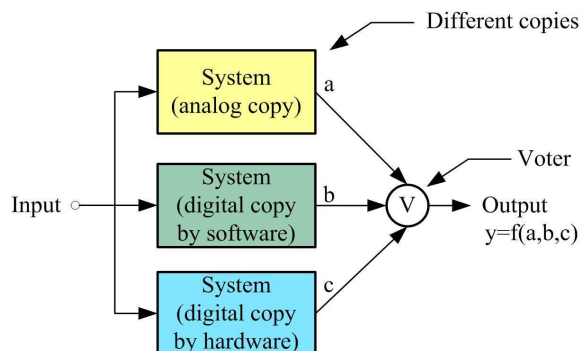 Different copies
System
(analog copy)
a
Voter
System
(digital copy
by software)
b
Input
V
Output
y=f(a,b,c)
System
(digital copy
by hardware)
c